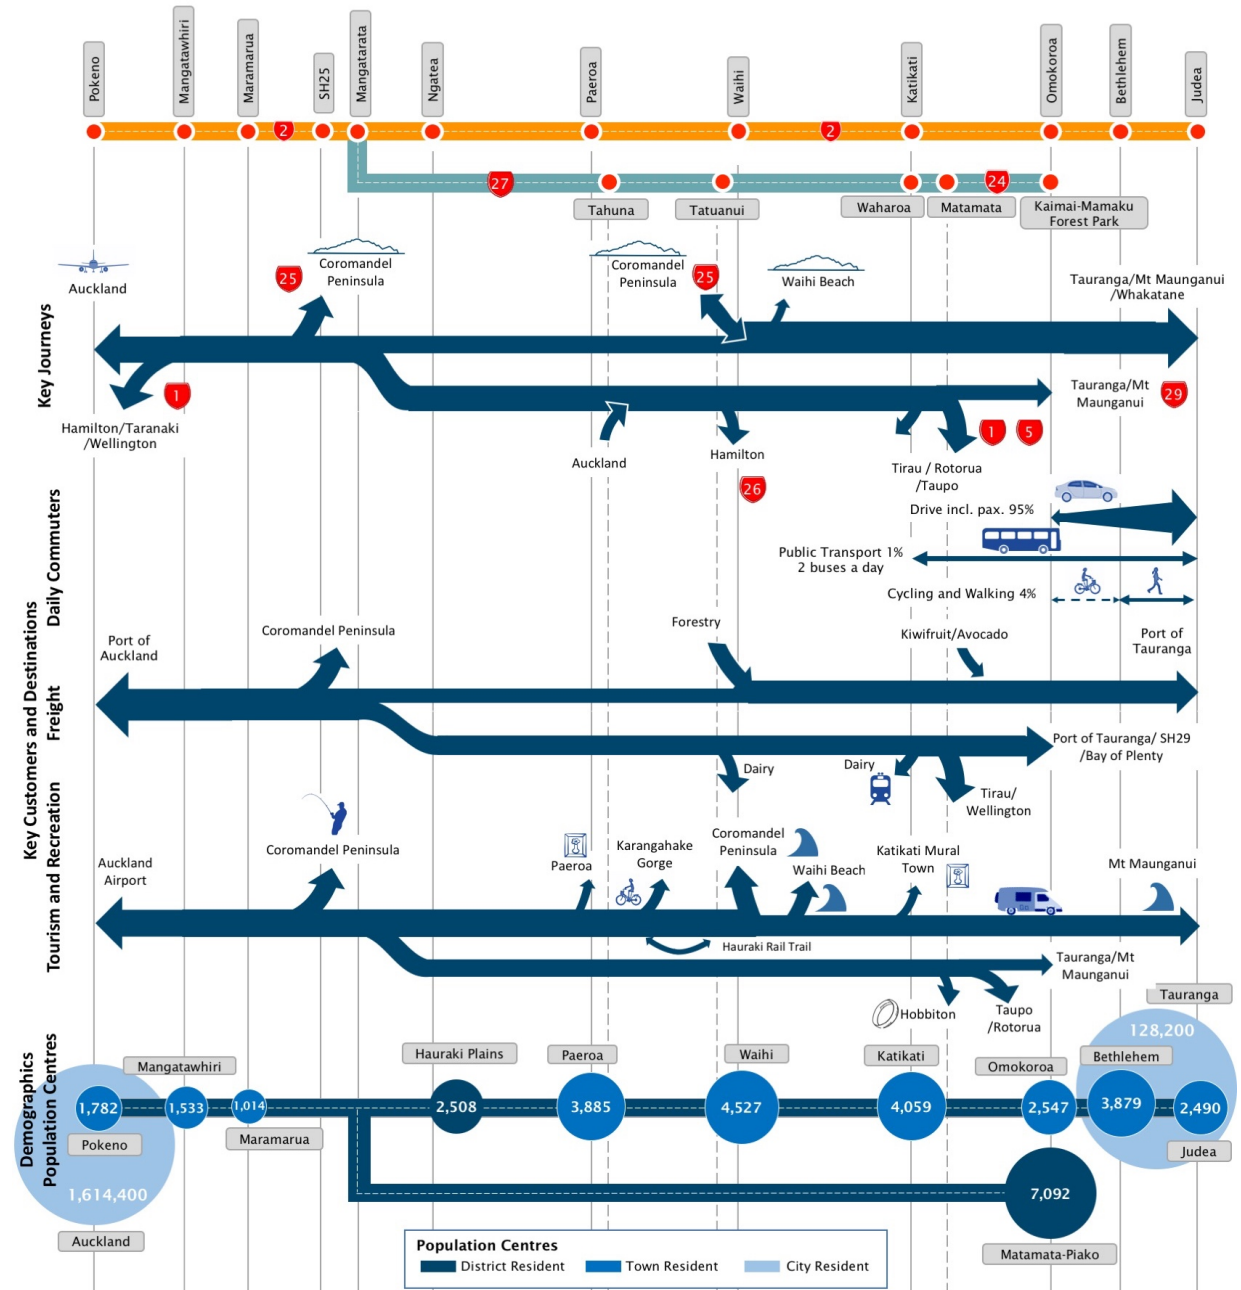 Pokeno
Mangatawhiri
Maramarua
SH25
Mangatarata
Ngatea
Paeroa
Waihi
Katikati
Omokoroa
Bethlehem
Judea
2
2
27
24
Tahuna
Tatuanui
Waharoa
Matamata
Kaimai-Mamaku
Forest Park
Key Customers and Destinations
Key Journeys
Auckland
25
Coromandel
Peninsula
Coromandel
Peninsula
25
Waihi Beach
Tauranga/Mt Maunganui
/Whakatane
1
Hamilton/Taranaki
/Wellington
Auckland
Hamilton
26
Tauranga/Mt
Maunganui
29
1
5
Tirau / Rotorua
/Taupo
Daily Commuters
Drive incl. pax. 95%
Public Transport 1%
2 buses a day
Cycling and Walking 4%
Freight
Port of
Auckland
Coromandel Peninsula
Forestry
Kiwifruit/Avocado
Port of
Tauranga
Port of Tauranga/ SH29
/Bay of Plenty
Dairy
Dairy
Tirau/
Wellington
Tourism and Recreation
Auckland
Airport
Coromandel Peninsula
Paeroa
Karangahake
Gorge
Coromandel
Peninsula
Waihi Beach
Katikati Mural
Town
Mt Maunganui
Hauraki Rail Trail
Tauranga/Mt
Maunganui
Hobbiton
Taupo
/Rotorua
Demographics
Population Centres
Tauranga
128,200
Mangatawhiri
Hauraki Plains
Paeroa
Waihi
Katikati
Omokoroa
Bethlehem
1,782
1,533
1,014
2,508
3,885
4,527
4,059
2,547
3,879
2,490
Pokeno
Maramarua
Judea
1,614,400
7,092
Auckland
Matamata-Piako
Population Centres
District Resident
Town Resident
City Resident